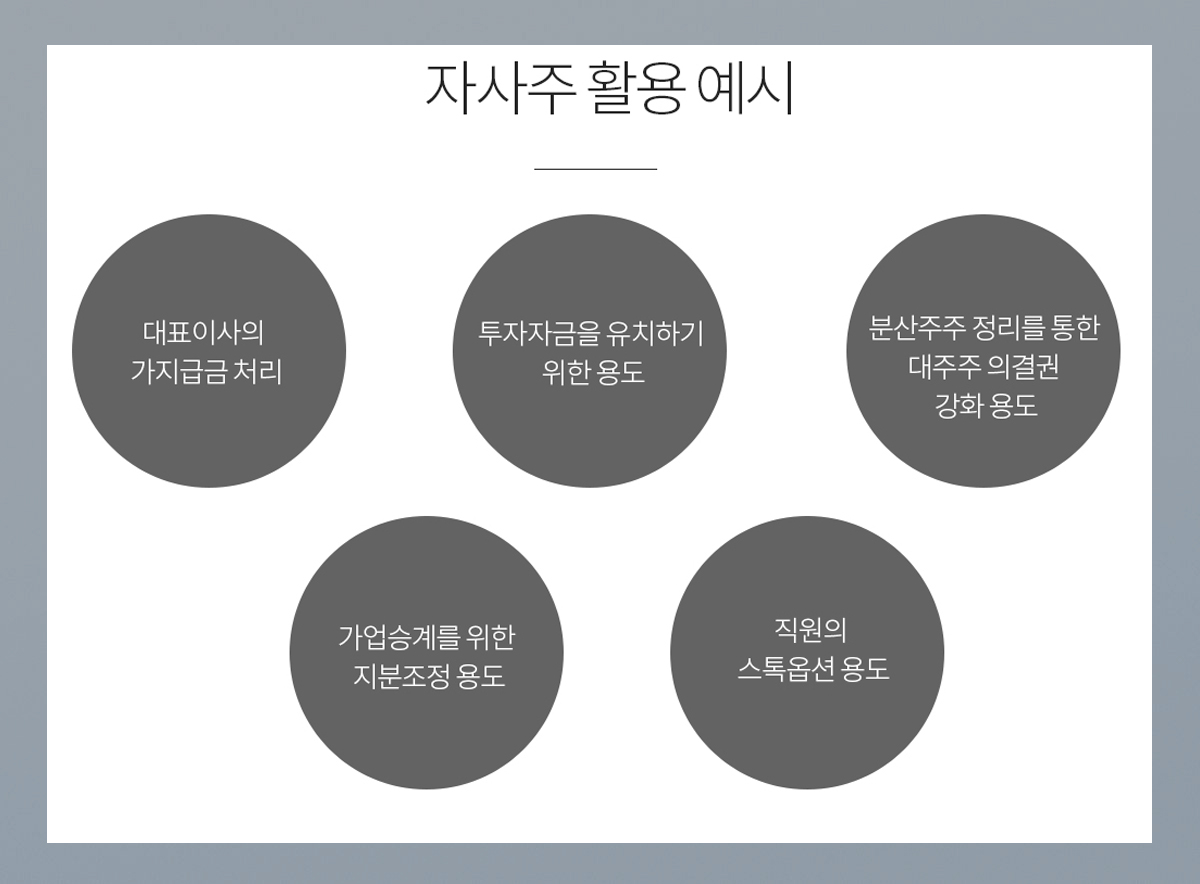 자사주 활용 예시
대표이사의
가지급금 처리
투자자금을 유치하기
위한 용도
분산주주 정리를 통한
대주주 의결권
강화 용도
가업승계를 위한
지분조정 용도
직원의
스톡옵션 용도